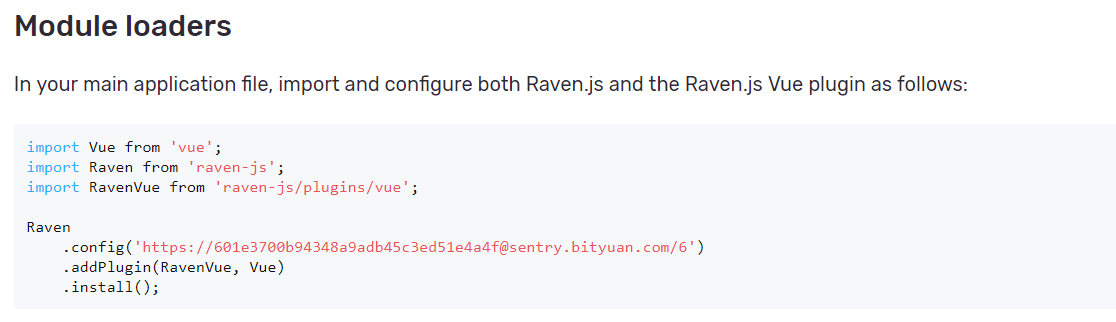 Module loaders
In your main application file, import and configure both Raven.js and the Raven.js Vue plugin as follows:
import Vue from 'vue';
import Raven from 'raven-js';
import RavenVue from 'raven-js/plugins/vue';
Raven
    .config('https://601e3700b94348a9adb45c3ed51e4a4f@sentry.bityuan.com/6')
    .addPlugin(RavenVue, Vue)
    .install();